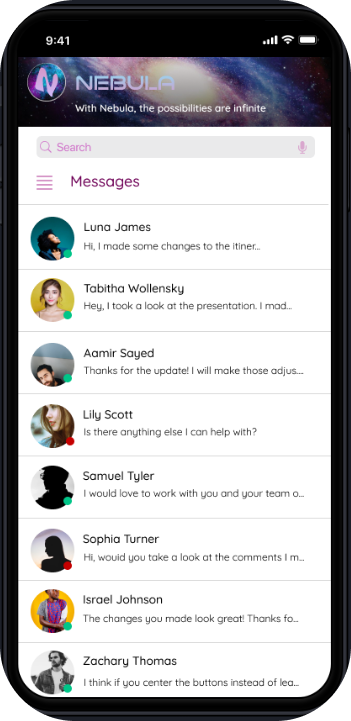 9:41
N NEBULA
With Nebula, the possibilities are infinite
Search
Messages
Luna James
Hi, I made some changes to the itiner...
Tabitha Wollensky
Hey, I took a look at the presentation. I mad...
Aamir Sayed
Thanks for the update! I will make those adjus....
Lily Scott
Is there anything else I can help with?
Samuel Tyler
I would love to work with you and your team o...
Sophia Turner
Hi, would you take a look at the comments I m...
Israel Johnson
The changes you made look great! Thanks fo...
Zachary Thomas
I think if you center the buttons instead of lea...